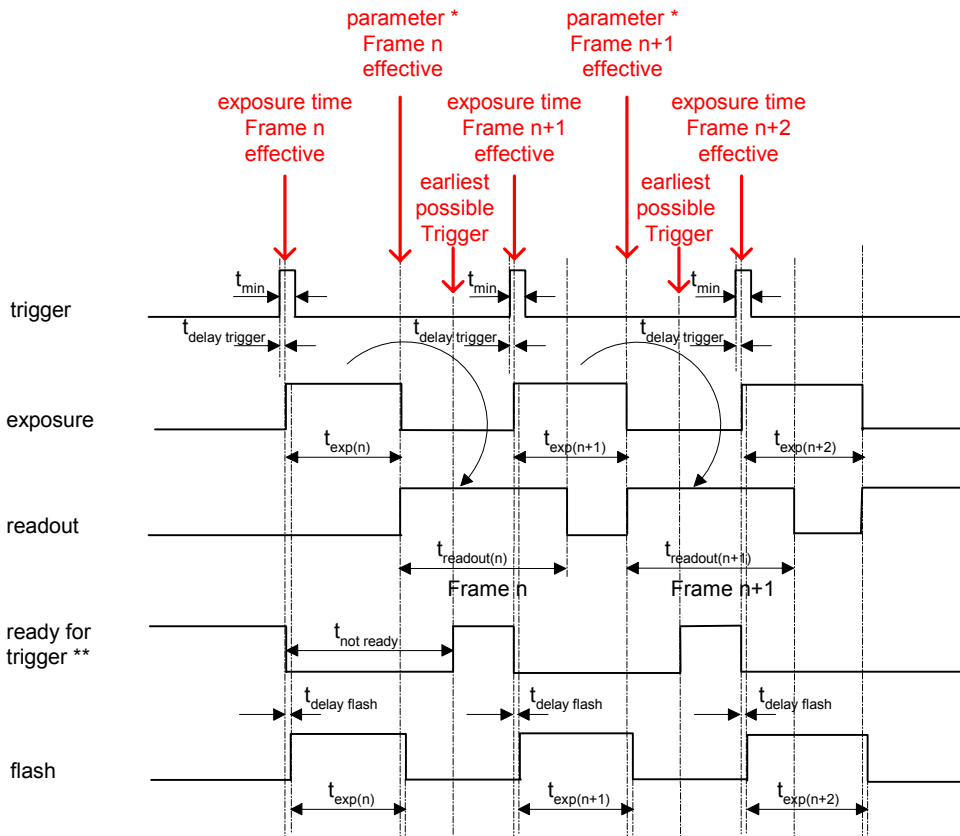 parameter *
Frame n
effective
parameter *
Frame n+1
effective
exposure time
Frame n
effective
exposure time
Frame n+1
effective
exposure time
Frame n+2
effective
earliest
possible
Trigger
earliest
possible
Trigger
trigger
tmin
tmin
tmin
tdelay trigger
tdelay trigger
tdelay trigger
exposure
texp(n)
texp(n+1)
texp(n+2)
readout
treadout(n)
treadout(n+1)
Frame n
Frame n+1
ready for
trigger **
tnot ready
tdelay flash
tdelay flash
tdelay flash
flash
texp(n)
texp(n+1)
texp(n+2)